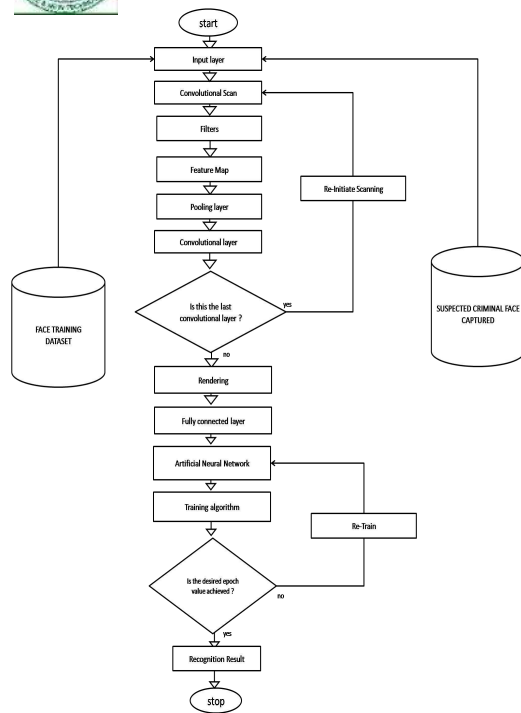 start
Input layer
Convolutional Scan
Filters
Feature Map
Re-Initiate Scanning
Pooling layer
Convolutional layer
Is this the last
convolutional layer ?
yes
no
FACE TRAINING
DATASET
SUSPECTED CRIMINAL FACE
CAPTURED
Rendering
Fully connected layer
Artificial Neural Network
Training algorithm
Re-Train
Is the desired epoch
value achieved ?
no
yes
Recognition Result
stop